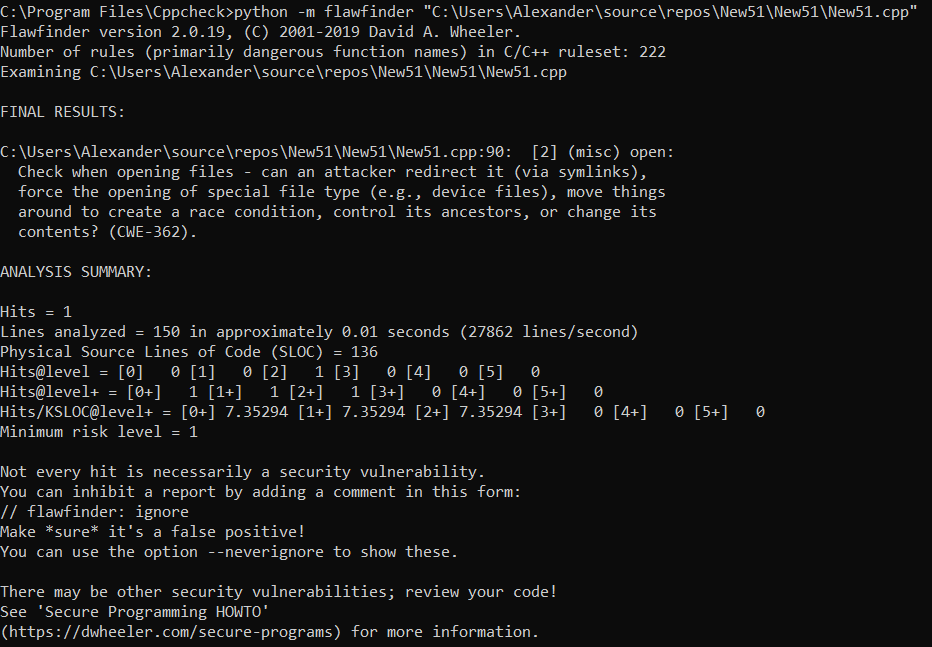 C:\Program Files\Cppcheck>python -m flawfinder "C:\Users\Alexander\source\repos\New51\New51\New51.cpp"
Flawfinder version 2.0.19, (C) 2001-2019 David A. Wheeler.
Number of rules (primarily dangerous function names) in C/C++ ruleset: 222
Examining C:\Users\Alexander\source\repos\New51\New51\New51.cpp

FINAL RESULTS:

C:\Users\Alexander\source\repos\New51\New51\New51.cpp:90:  [2] (misc) open:
  Check when opening files - can an attacker redirect it (via symlinks),
  force the opening of special file type (e.g., device files), move things
  around to create a race condition, control its ancestors, or change its
  contents? (CWE-362).

ANALYSIS SUMMARY:

Hits = 1
Lines analyzed = 150 in approximately 0.01 seconds (27862 lines/second)
Physical Source Lines of Code (SLOC) = 136
Hits@level = [0]   0 [1]   0 [2]   1 [3]   0 [4]   0 [5]   0
Hits@level+ = [0+]   1 [1+]   1 [2+]   1 [3+]   0 [4+]   0 [5+]   0
Hits/KSLOC@level+ = [0+] 7.35294 [1+] 7.35294 [2+] 7.35294 [3+]   0 [4+]   0 [5+]   0
Minimum risk level = 1

Not every hit is necessarily a security vulnerability.
You can inhibit a report by adding a comment in this form:
// flawfinder: ignore
Make *sure* it's a false positive!
You can use the option --neverignore to show these.

There may be other security vulnerabilities; review your code!
See 'Secure Programming HOWTO'
(https://dwheeler.com/secure-programs) for more information.